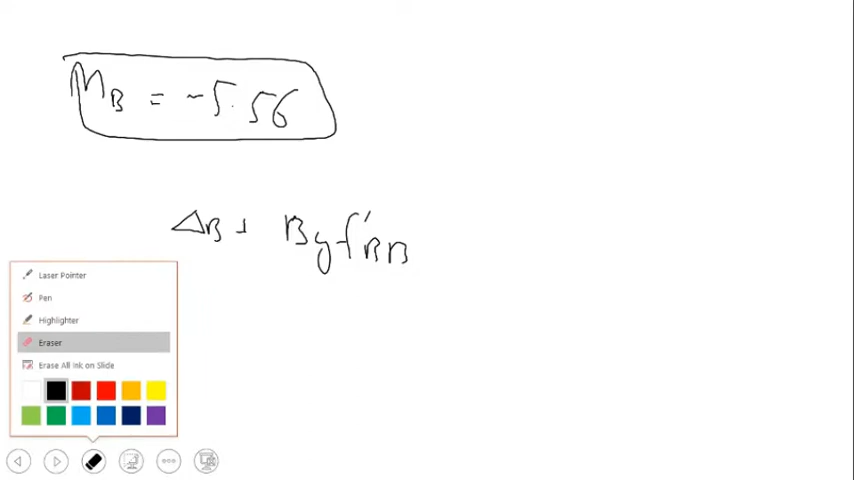 M_B = -5.56
ΔB + By f'BB
Laser Pointer
Pen
Highlighter
Eraser
Erase All Ink on Slide